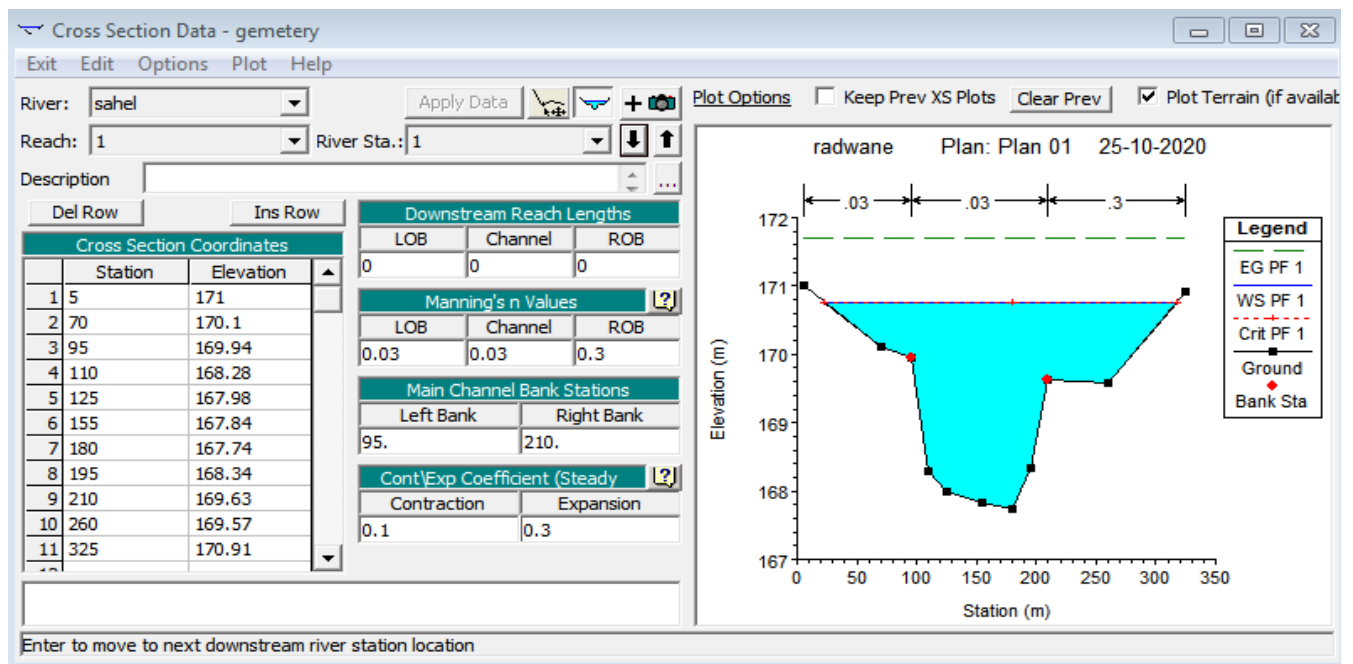 Cross Section Data - gemetery
Exit Edit Options Plot Help
River: sahel Apply Data
Reach: 1 River Sta.: 1
Description ...
Del Row Ins Row
Cross Section Coordinates
Station Elevation
1 5 171
2 70 170.1
3 95 169.94
4 110 168.28
5 125 167.98
6 155 167.84
7 180 167.74
8 195 168.34
9 210 169.63
10 260 169.57
11 325 170.91
Downstream Reach Lengths
LOB Channel ROB
0 0 0
Manning's n Values
LOB Channel ROB
0.03 0.03 0.3
Main Channel Bank Stations
Left Bank Right Bank
95. 210.
Cont\Exp Coefficient (Steady
Contraction Expansion
0.1 0.3
Enter to move to next downstream river station location
Plot Options Keep Prev XS Plots Clear Prev Plot Terrain (if availab
radwane Plan: Plan 01 25-10-2020
.03 .03 .3
172
171
170
169
168
167
Elevation (m)
0 50 100 150 200 250 300 350
Station (m)
Legend
EG PF 1
WS PF 1
Crit PF 1
Ground
Bank Sta